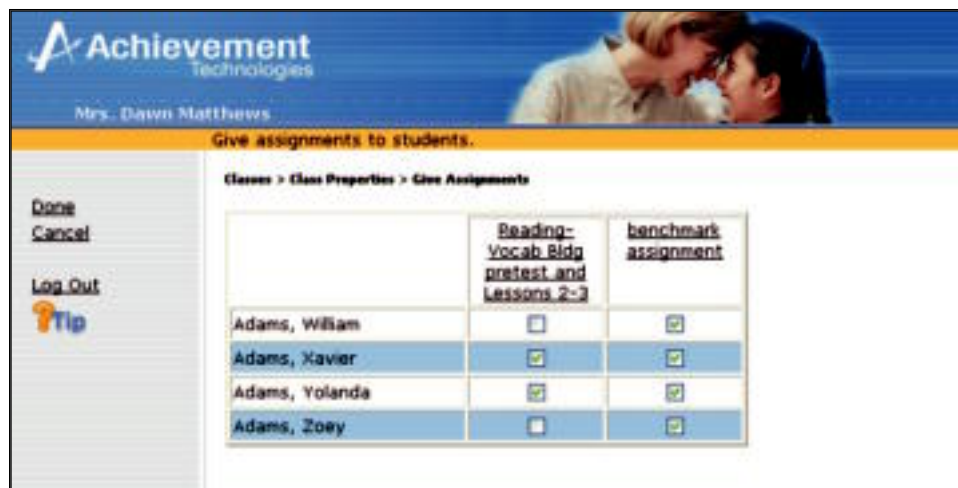 Achievement
Technologies
Mrs. Dawn Matthews
Give assignments to students.
Classes > Class Properties > Give Assignments
Done
Cancel
Log Out
Tip
Reading-
Vocab Bldg
pretest and
Lessons 2-3
benchmark
assignment
Adams, William
Adams, Xavier
Adams, Yolanda
Adams, Zoey